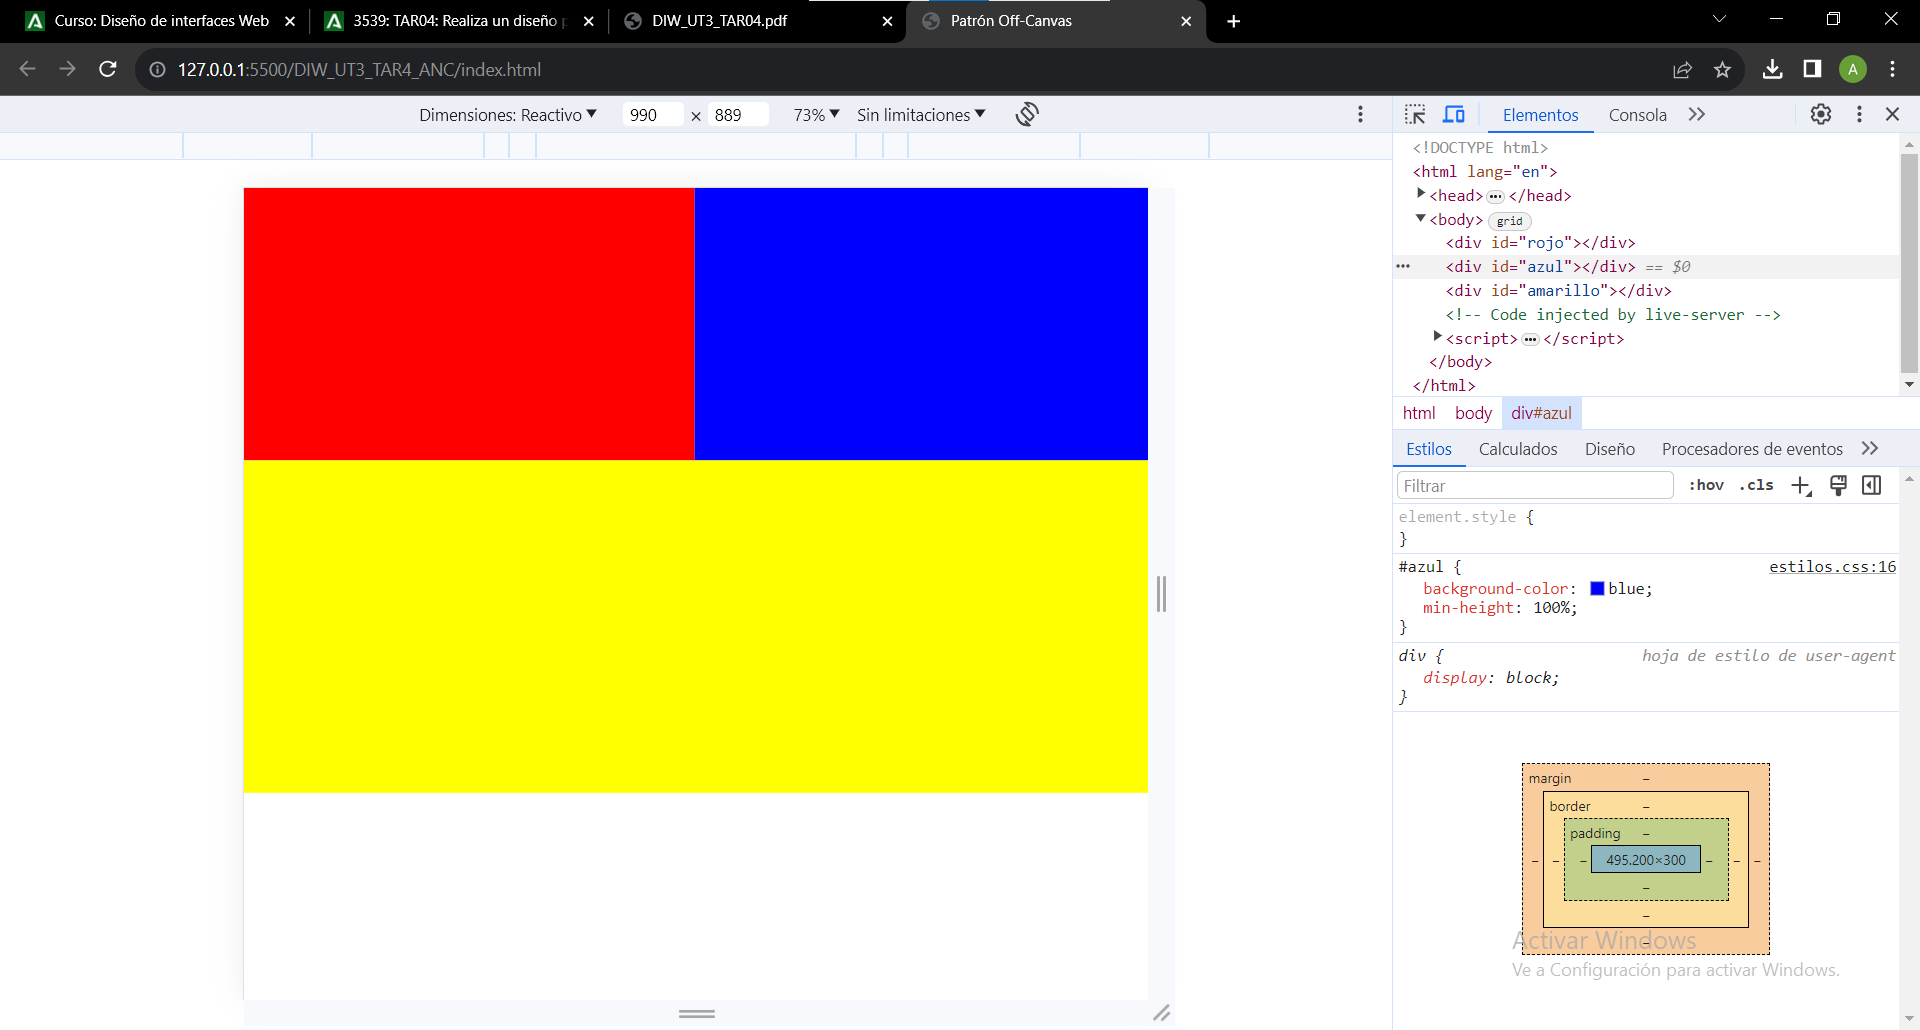 Curso: Diseño de interfaces Web
3539: TAR04: Realiza un diseño p
DIW_UT3_TAR04.pdf
Patrón Off-Canvas
127.0.0.1:5500/DIW_UT3_TAR4_ANC/index.html
A
Dimensiones: Reactivo
990 × 889
73%
Sin limitaciones
Elementos
Consola
<!DOCTYPE html>
<html lang="en">
<head> ••• </head>
<body> grid
<div id="rojo"></div>
••• <div id="azul"></div> == $0
<div id="amarillo"></div>
<!-- Code injected by live-server -->
<script> ••• </script>
</body>
</html>
html body div#azul
Estilos Calculados Diseño Procesadores de eventos
Filtrar :hov .cls
element.style {
}
#azul { estilos.css:16
background-color: blue;
min-height: 100%;
}
div { hoja de estilo de user-agent
display: block;
}
margin –
border –
padding –
– – – 495.200×300 – – –
–
–
–
Activar Windows
Ve a Configuración para activar Windows.